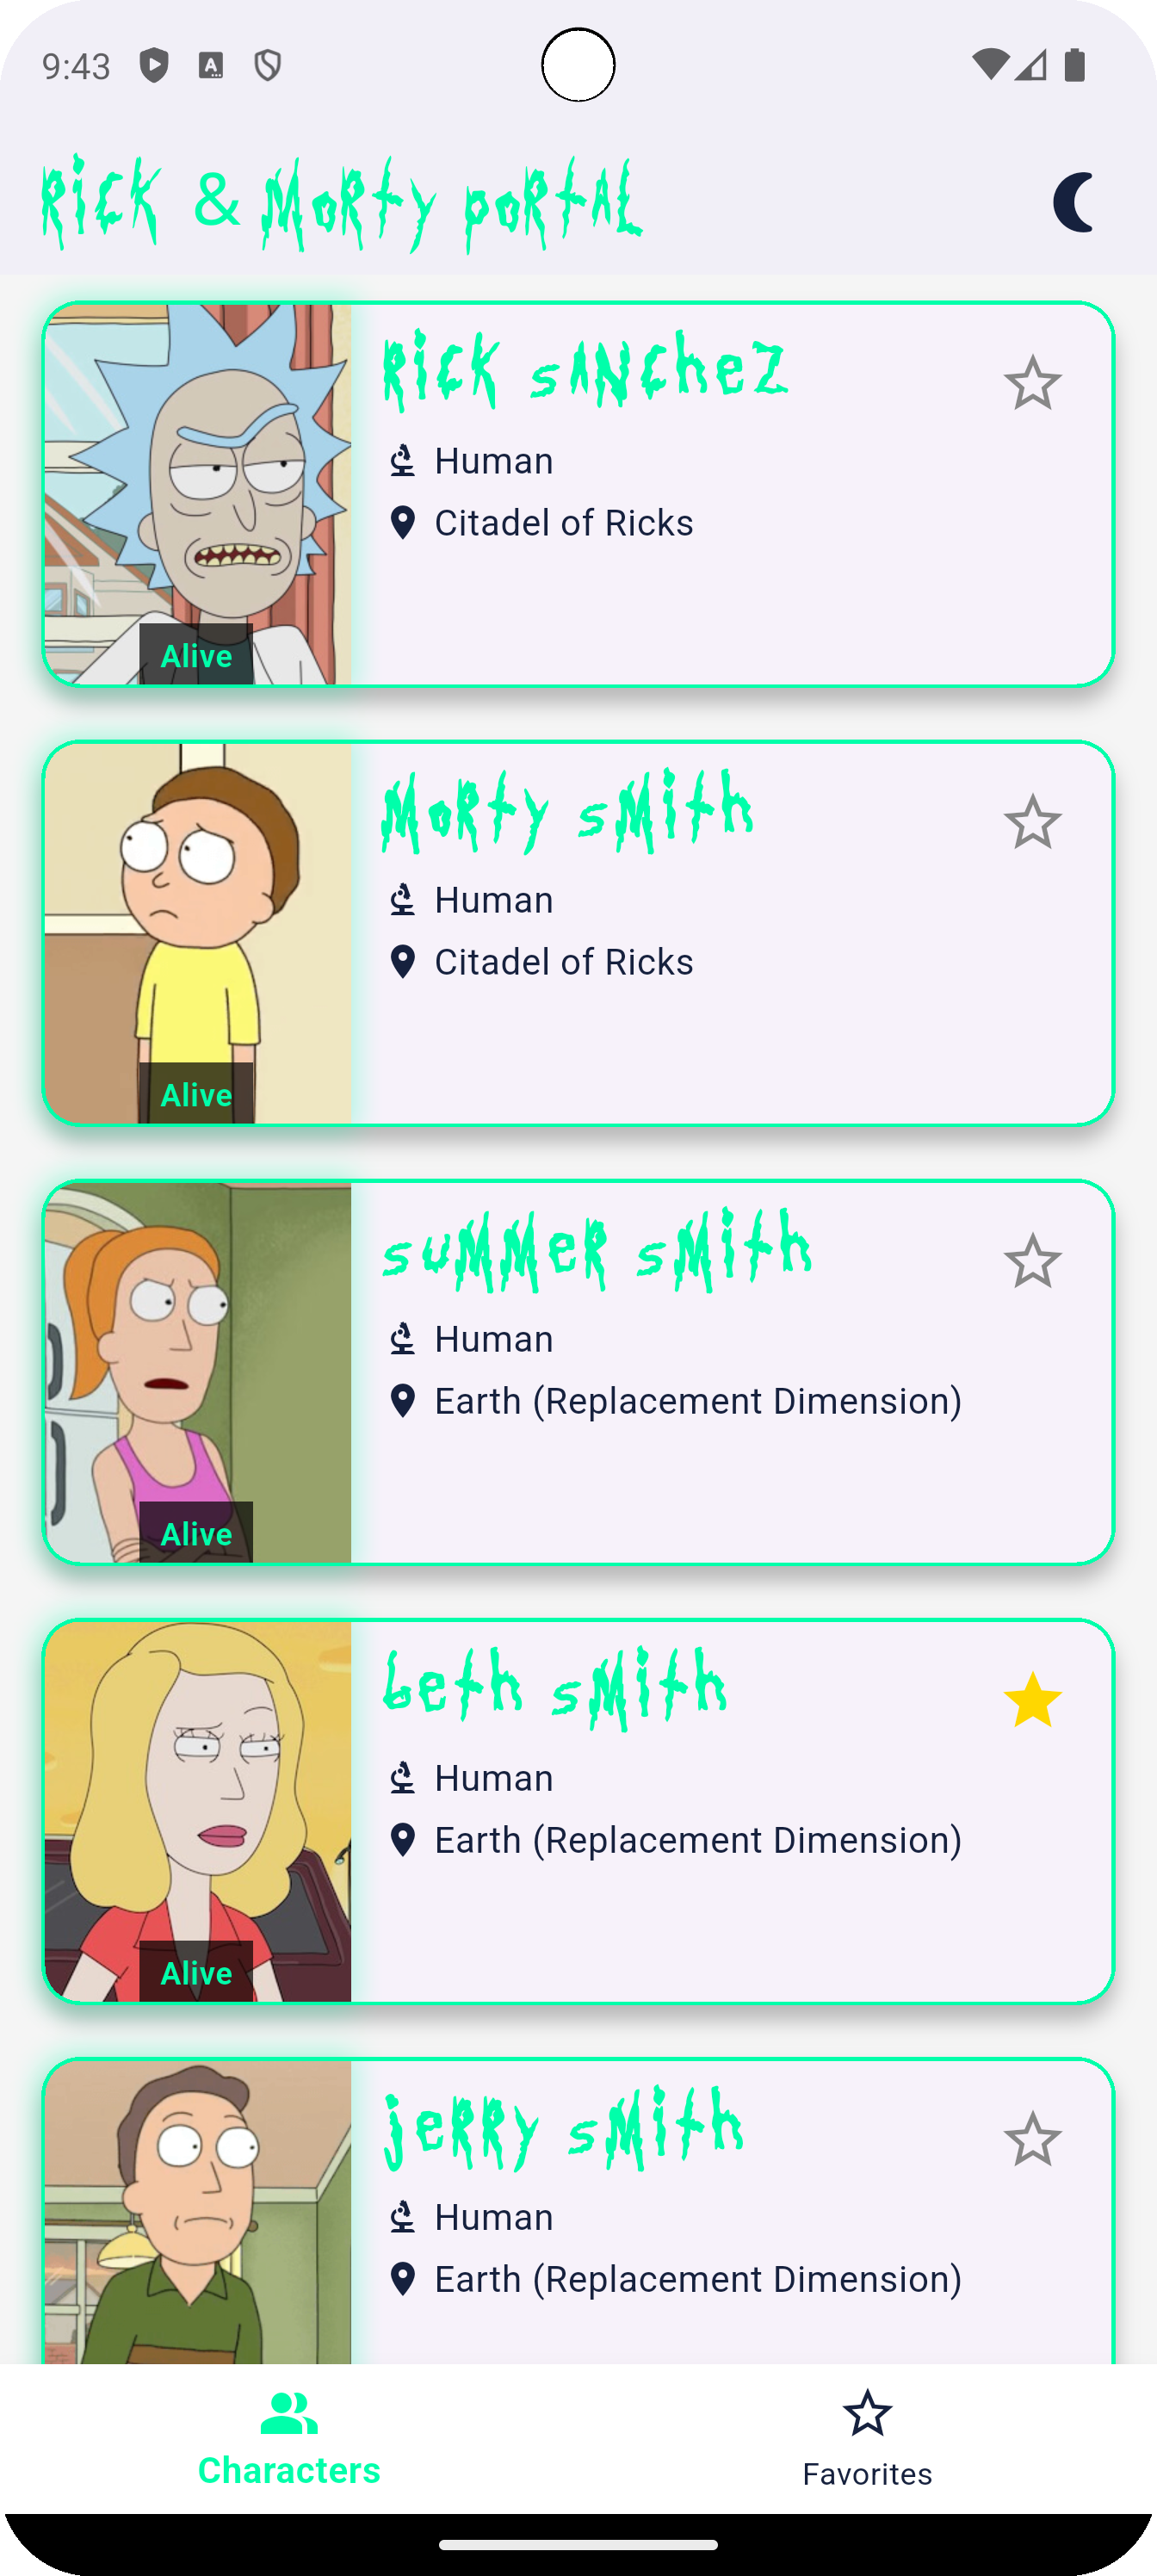 9:43
Rick & Morty Portal
Rick Sanchez
Human
Citadel of Ricks
Alive
Morty Smith
Human
Citadel of Ricks
Alive
Summer Smith
Human
Earth (Replacement Dimension)
Alive
Beth Smith
Human
Earth (Replacement Dimension)
Alive
Jerry Smith
Human
Earth (Replacement Dimension)
Characters
Favorites